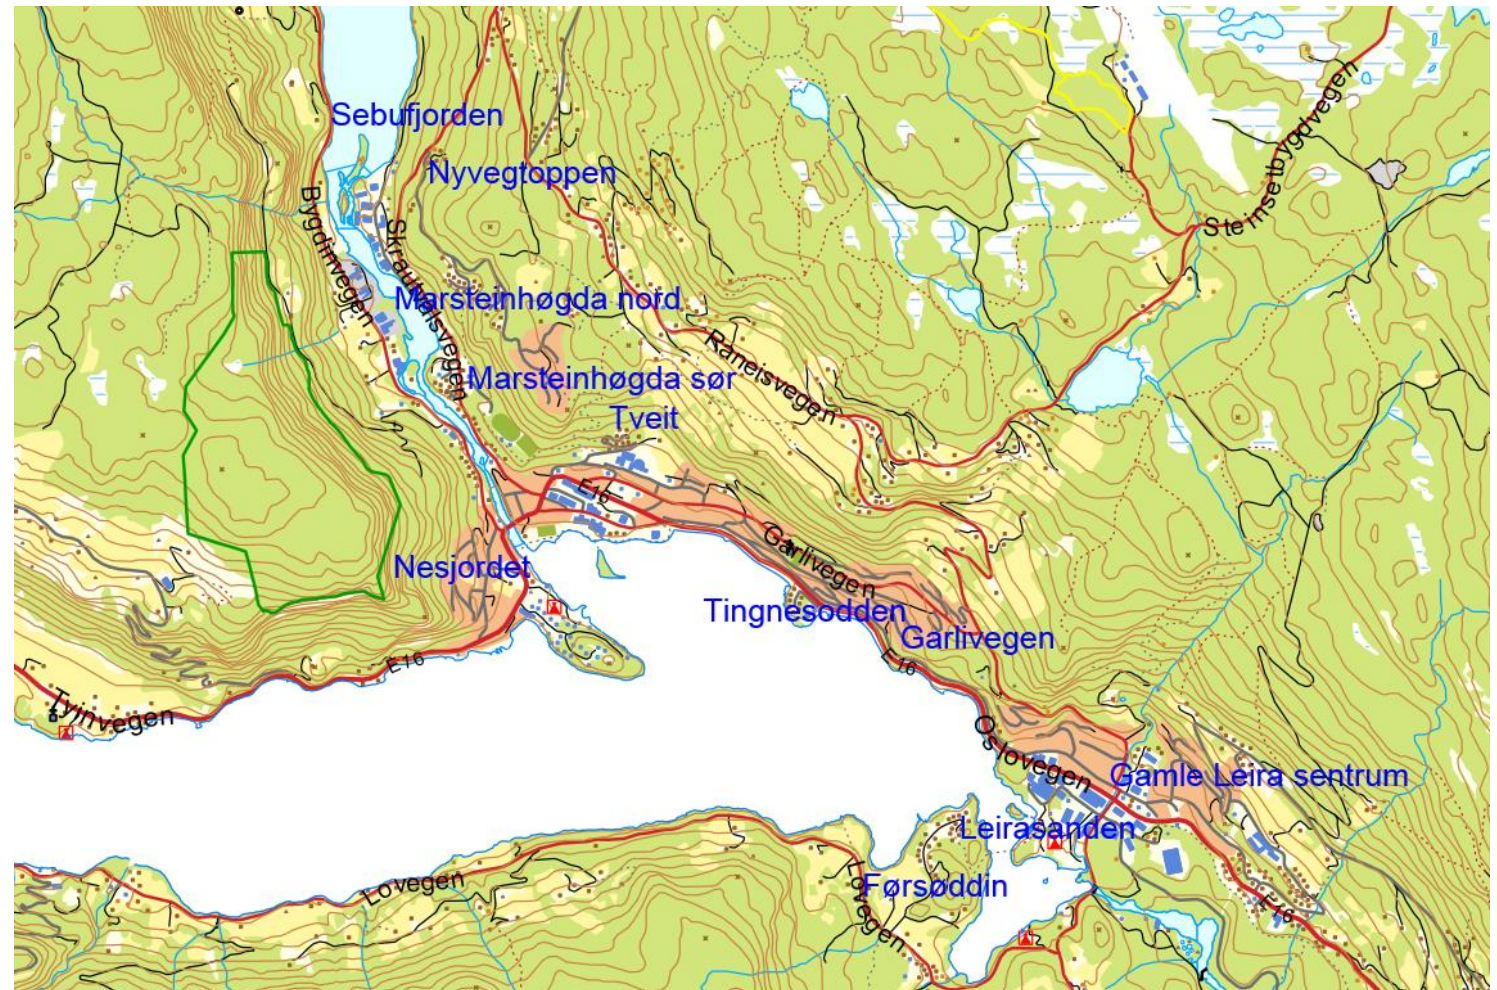 Sebufjorden
Steinsetbygdvegen
Nyvegtoppen
Bygdinvegen
Skrautvålsvegen
Marsteinhøgda nord
Raneisvegen
Marsteinhøgda sør
Tveit
E16
Garlivegen
Nesjordet
Tingnesodden
Garlivegen
E16
E16
Tyinvegen
Oslovegen
Gamle Leira sentrum
Leirasanden
Lovegen
Førsøddin
Lovegen
E16